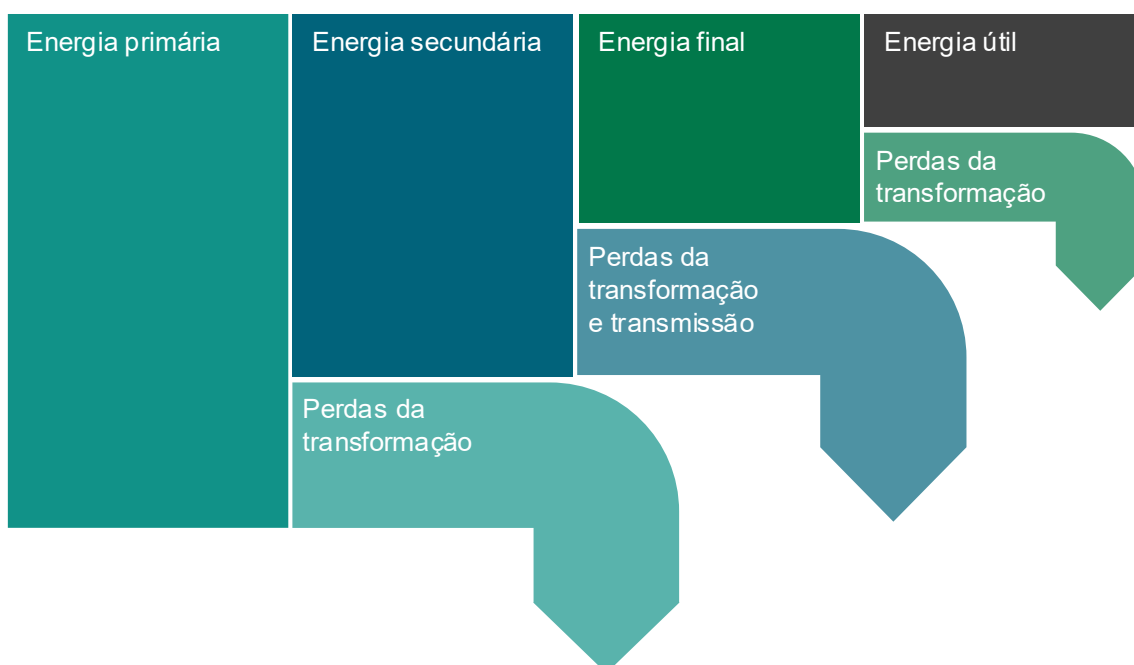 Energia primária
Energia secundária
Energia final
Energia útil
Perdas da
transformação
Perdas da
transformação
e transmissão
Perdas da
transformação